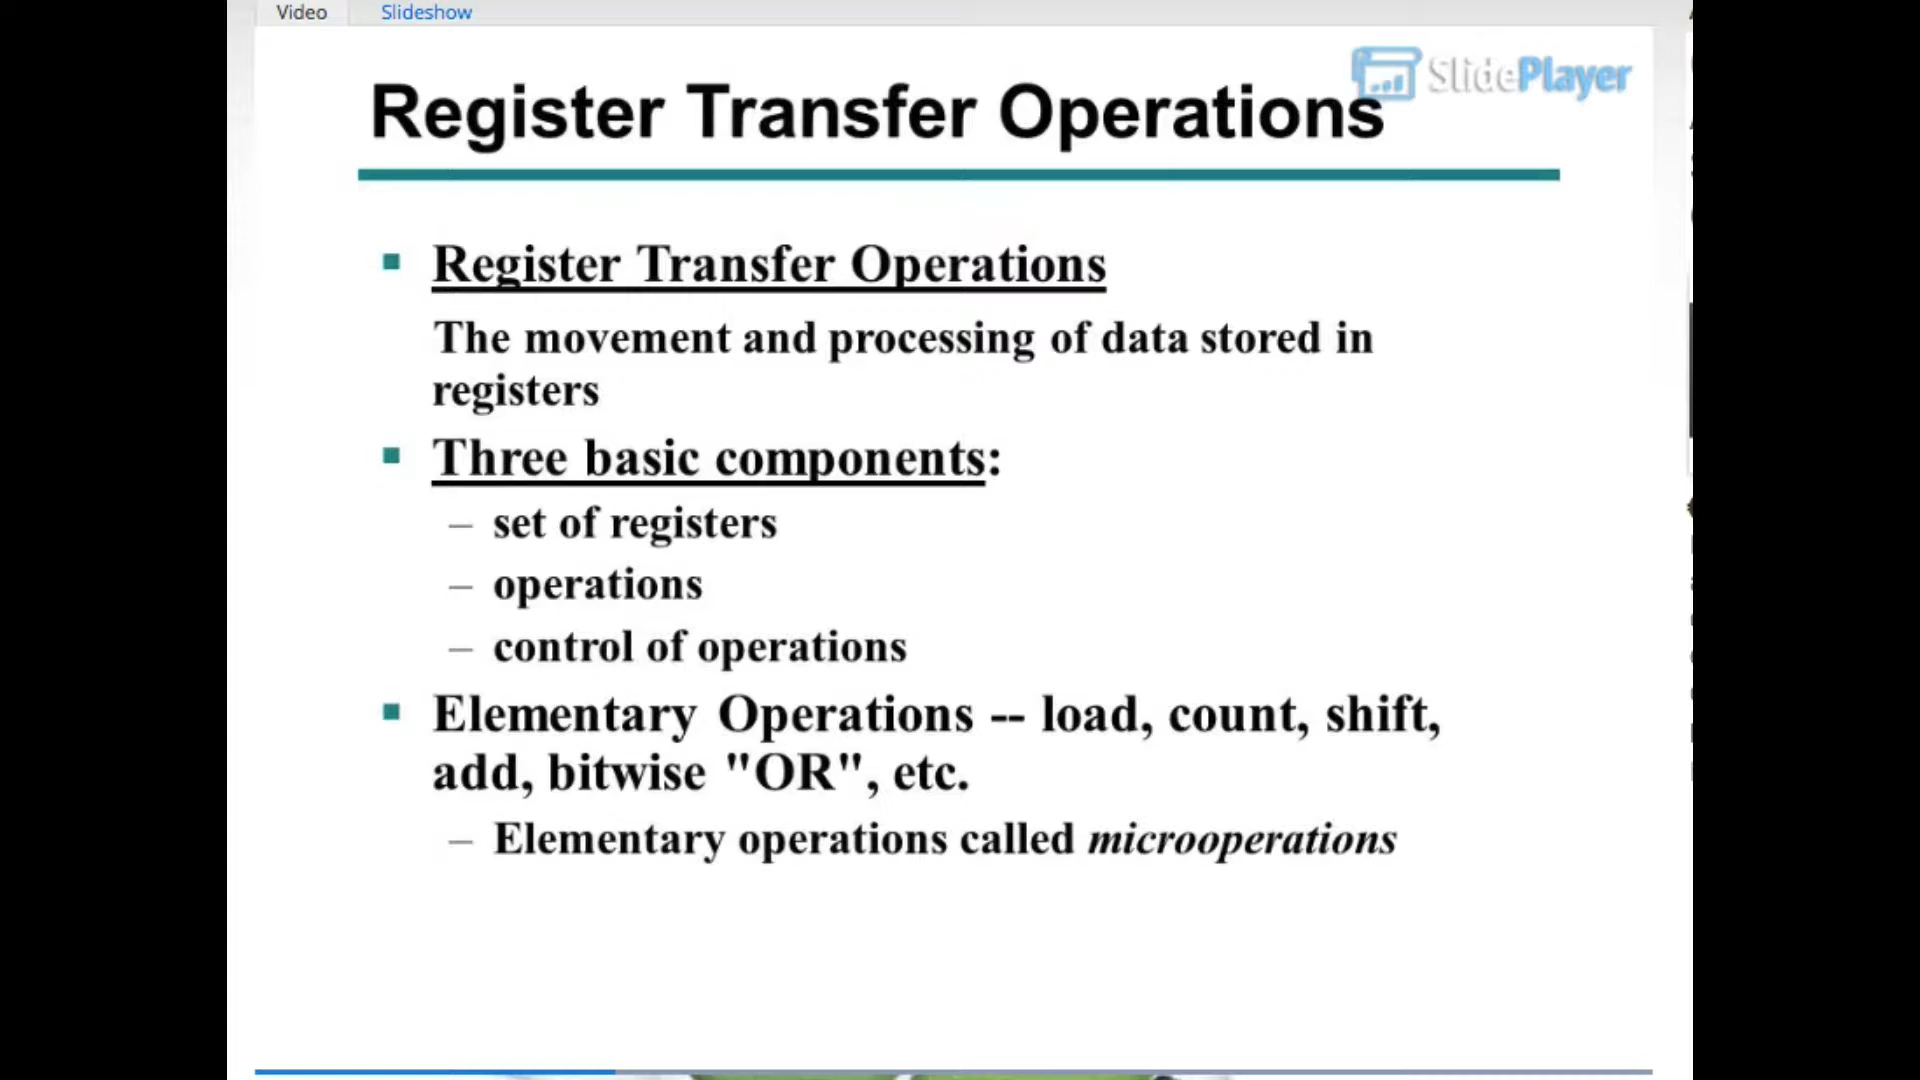 Video Slideshow
SlidePlayer
Register Transfer Operations
Register Transfer Operations
The movement and processing of data stored in
registers
Three basic components:
– set of registers
– operations
– control of operations
Elementary Operations -- load, count, shift,
add, bitwise "OR", etc.
– Elementary operations called microoperations